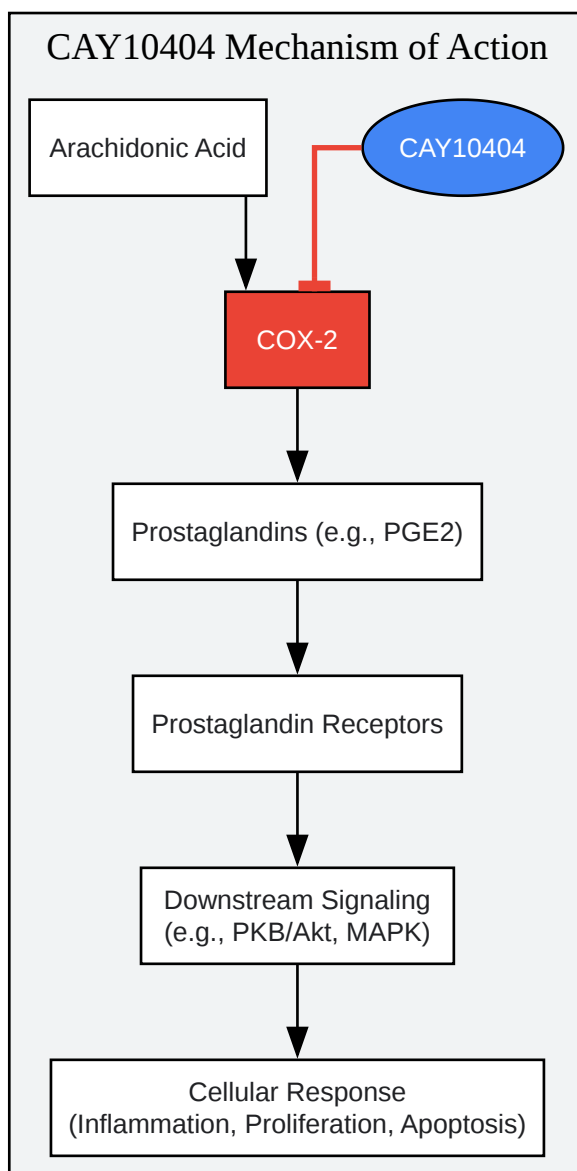 CAY10404 Mechanism of Action
Arachidonic Acid
CAY10404
COX-2
Prostaglandins (e.g., PGE2)
Prostaglandin Receptors
Downstream Signaling
(e.g., PKB/Akt, MAPK)
Cellular Response
(Inflammation, Proliferation, Apoptosis)